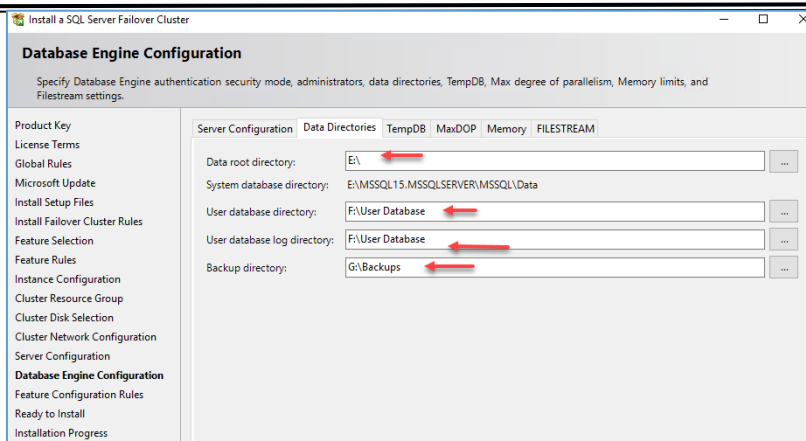 Install a SQL Server Failover Cluster
Database Engine Configuration
Specify Database Engine authentication security mode, administrators, data directories, TempDB, Max degree of parallelism, Memory limits, and
Filestream settings.
Product Key
License Terms
Global Rules
Microsoft Update
Install Setup Files
Install Failover Cluster Rules
Feature Selection
Feature Rules
Instance Configuration
Cluster Resource Group
Cluster Disk Selection
Cluster Network Configuration
Server Configuration
Database Engine Configuration
Feature Configuration Rules
Ready to Install
Installation Progress
Server Configuration Data Directories TempDB MaxDOP Memory FILESTREAM
Data root directory: E:\ ...
System database directory: E:\MSSQL15.MSSQLSERVER\MSSQL\Data
User database directory: F:\User Database ...
User database log directory: F:\User Database ...
Backup directory: G:\Backups ...